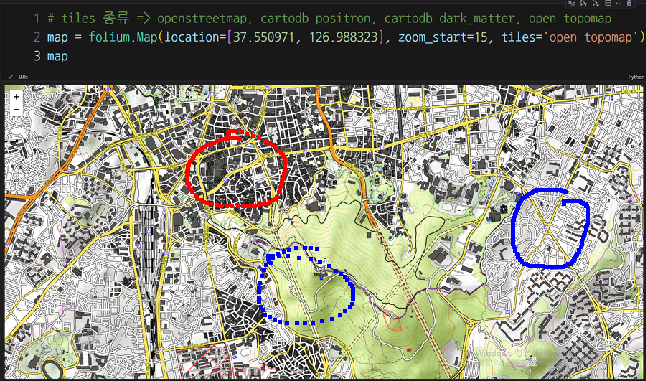 1 # tiles 종류 => openstreetmap, cartodb positron, cartodb dark_matter, open topomap
2 map = folium.Map(location=[37.550971, 126.988323], zoom_start=15, tiles='open topomap')
3 map
Python
+